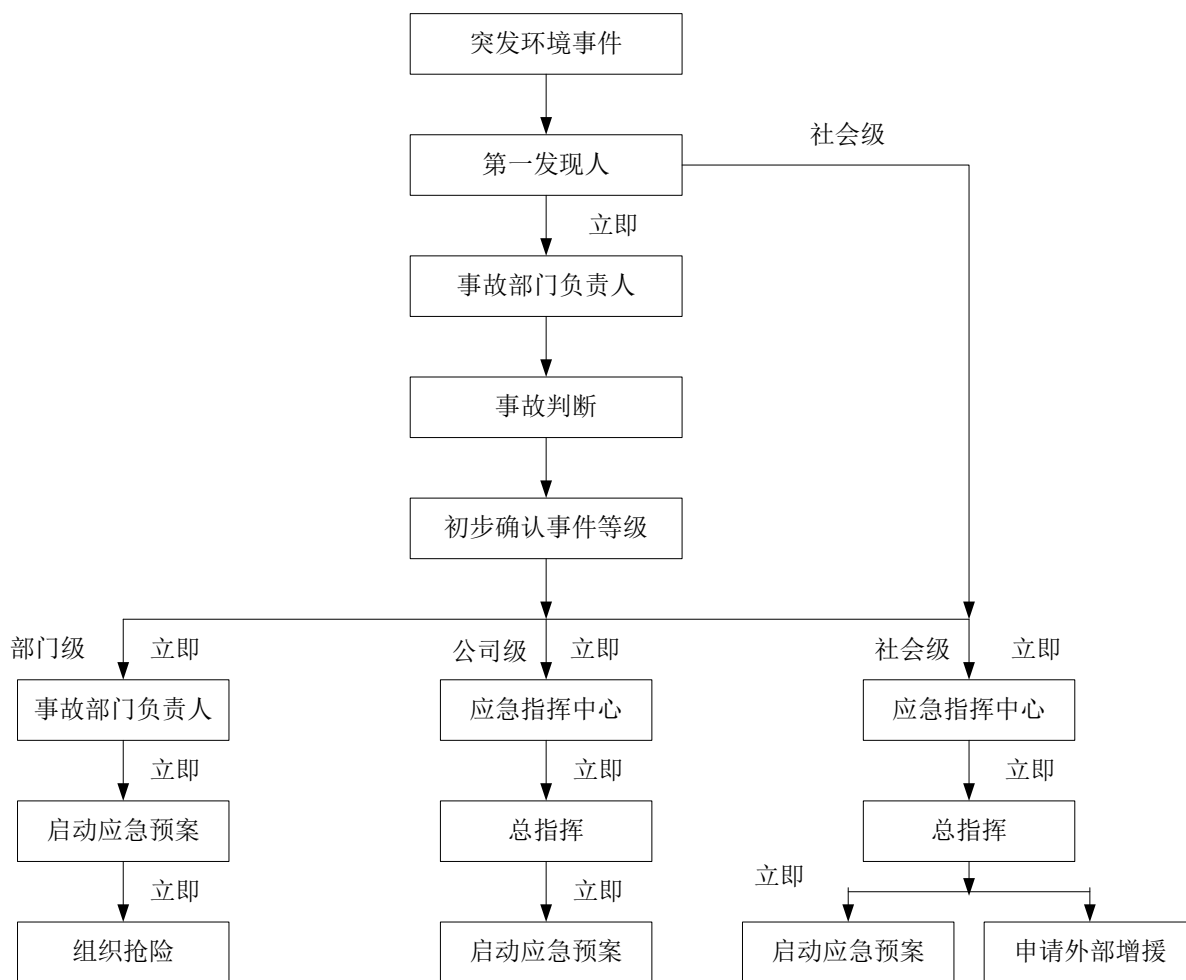 突发环境事件
社会级
第一发现人
立即
事故部门负责人
事故判断
初步确认事件等级
部门级 立即 公司级 立即 社会级 立即
事故部门负责人 应急指挥中心 应急指挥中心
立即 立即 立即
启动应急预案 总指挥 总指挥
立即 立即 立即
组织抢险 启动应急预案 启动应急预案 申请外部增援